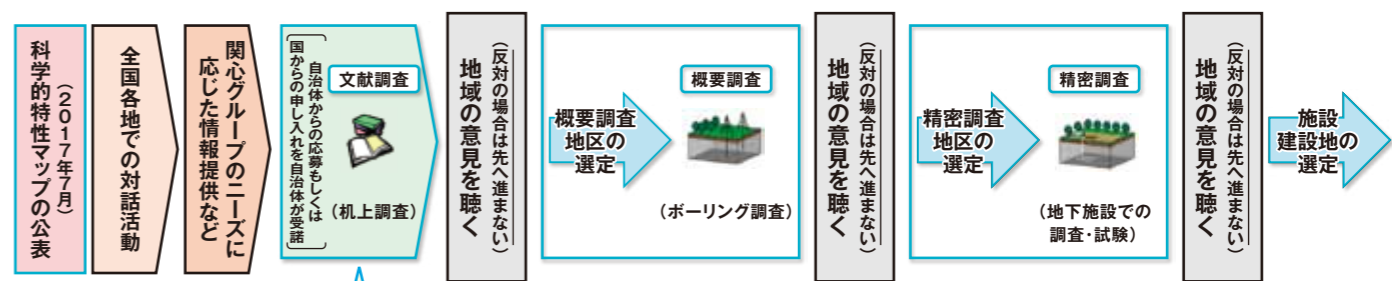 科学的特性マップの公表
（2017年7月）
全国各地での対話活動
関心グループのニーズに
応じた情報提供など
自治体からの応募もしくは
国からの申し入れを自治体が受諾
文献調査
（机上調査）
地域の意見を聴く
（反対の場合は先へ進まない）
概要調査
地区の
選定
概要調査
（ボーリング調査）
地域の意見を聴く
（反対の場合は先へ進まない）
精密調査
地区の
選定
精密調査
（地下施設での
調査・試験）
地域の意見を聴く
（反対の場合は先へ進まない）
施設
建設地の
選定